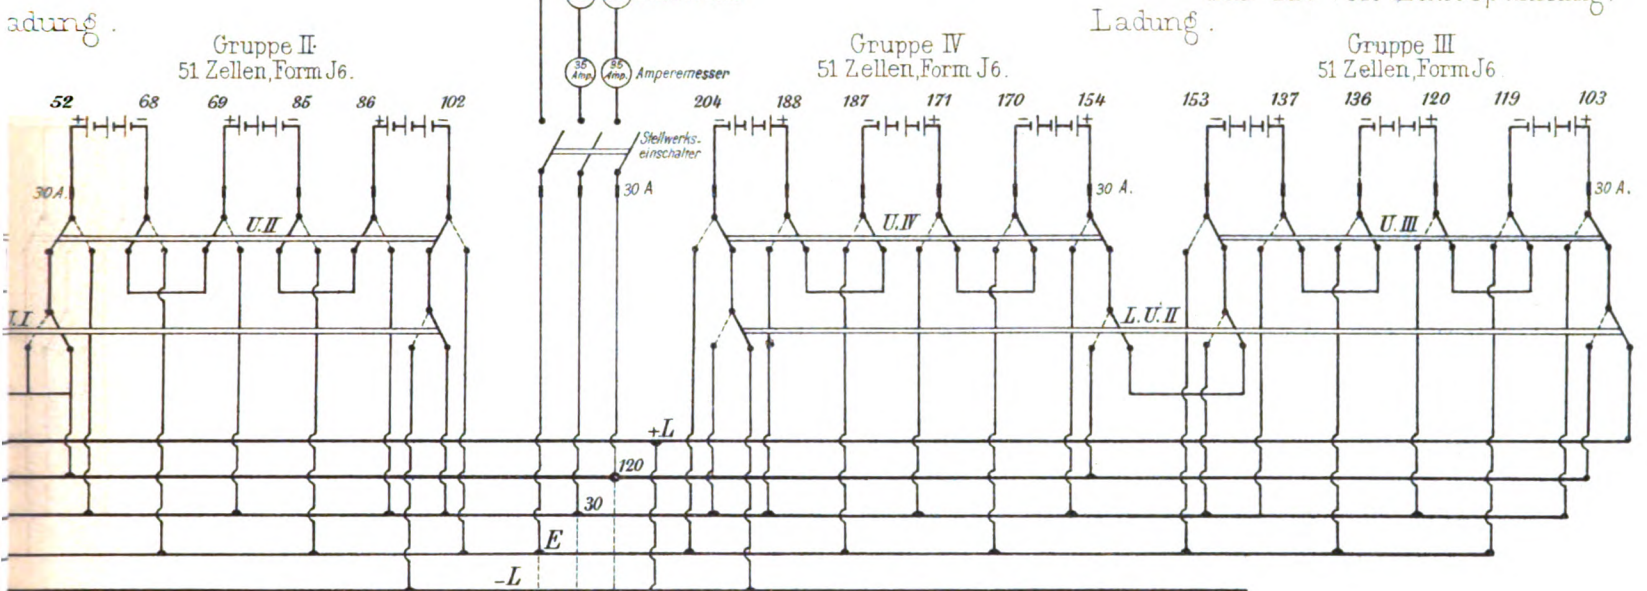 adung.
Ladung.
Gruppe II.
51 Zellen, Form J6.
Gruppe IV
51 Zellen, Form J6.
Gruppe III
51 Zellen, Form J6.
35 Amp.
35 Amp.
Amperemesser
52 68 69 85 86 102
204 188 187 171 170 154 153 137 136 120 119 103
+ - + - + -
- + - + - + - + - + - +
Stellwerks-
einschalter
30 A.
30 A
30 A.
30 A.
U.II
U.IV
U.III
L.Ü.II
+L
120
30
E
-L